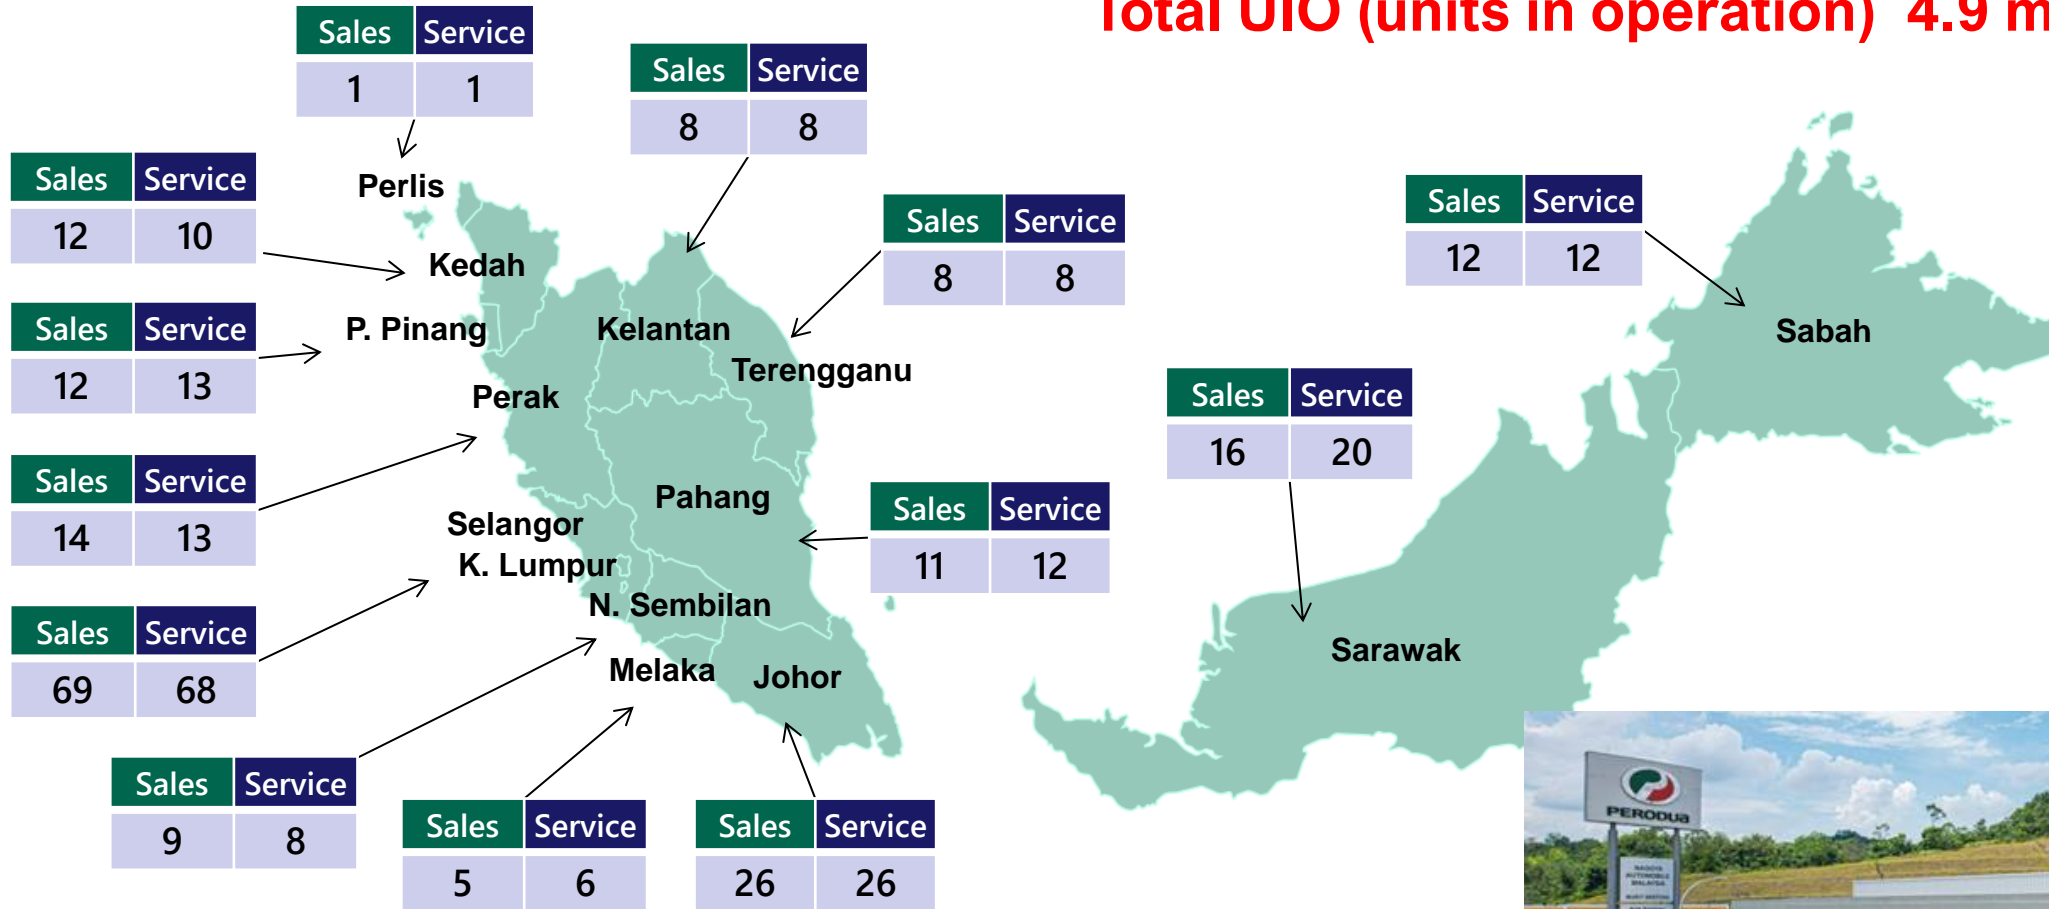 Total UIO (units in operation) 4.9 m
Sales Service
1 1
Perlis
Sales Service
8 8
Sales Service
12 10
Kedah
Sales Service
8 8
Sales Service
12 12
Sabah
Sales Service
12 13
P. Pinang
Kelantan
Terengganu
Sales Service
16 20
Sarawak
Perak
Sales Service
14 13
Pahang
Sales Service
11 12
Selangor
K. Lumpur
Sales Service
69 68
N. Sembilan
Melaka
Johor
Sales Service
9 8
Sales Service
5 6
Sales Service
26 26
PERODUA
NAGOYA
AUTOMOBILE
MALAYSIA